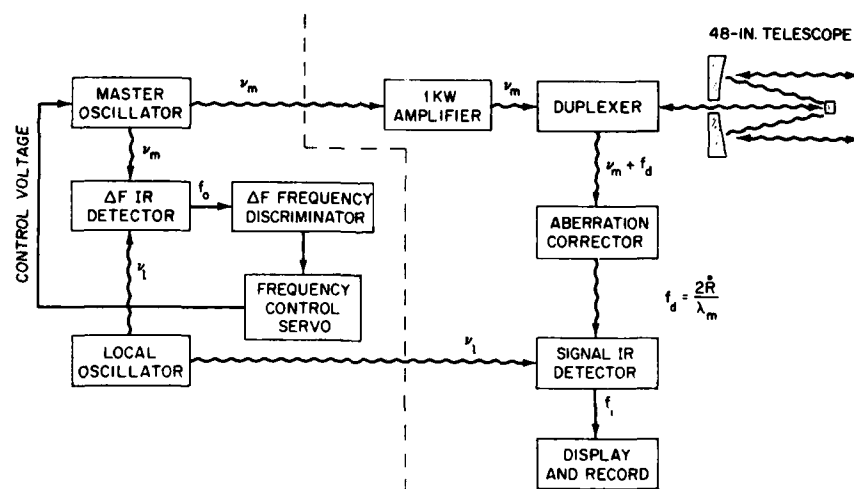 48-IN. TELESCOPE
MASTER
OSCILLATOR
ν_m
1 KW
AMPLIFIER
ν_m
DUPLEXER
ν_m
ν_m + f_d
CONTROL VOLTAGE
ΔF IR
DETECTOR
f_o
ΔF FREQUENCY
DISCRIMINATOR
ABERRATION
CORRECTOR
ν_l
FREQUENCY
CONTROL
SERVO
f_d = 2Ṙ/λ_m
LOCAL
OSCILLATOR
ν_l
SIGNAL IR
DETECTOR
f_i
DISPLAY
AND RECORD